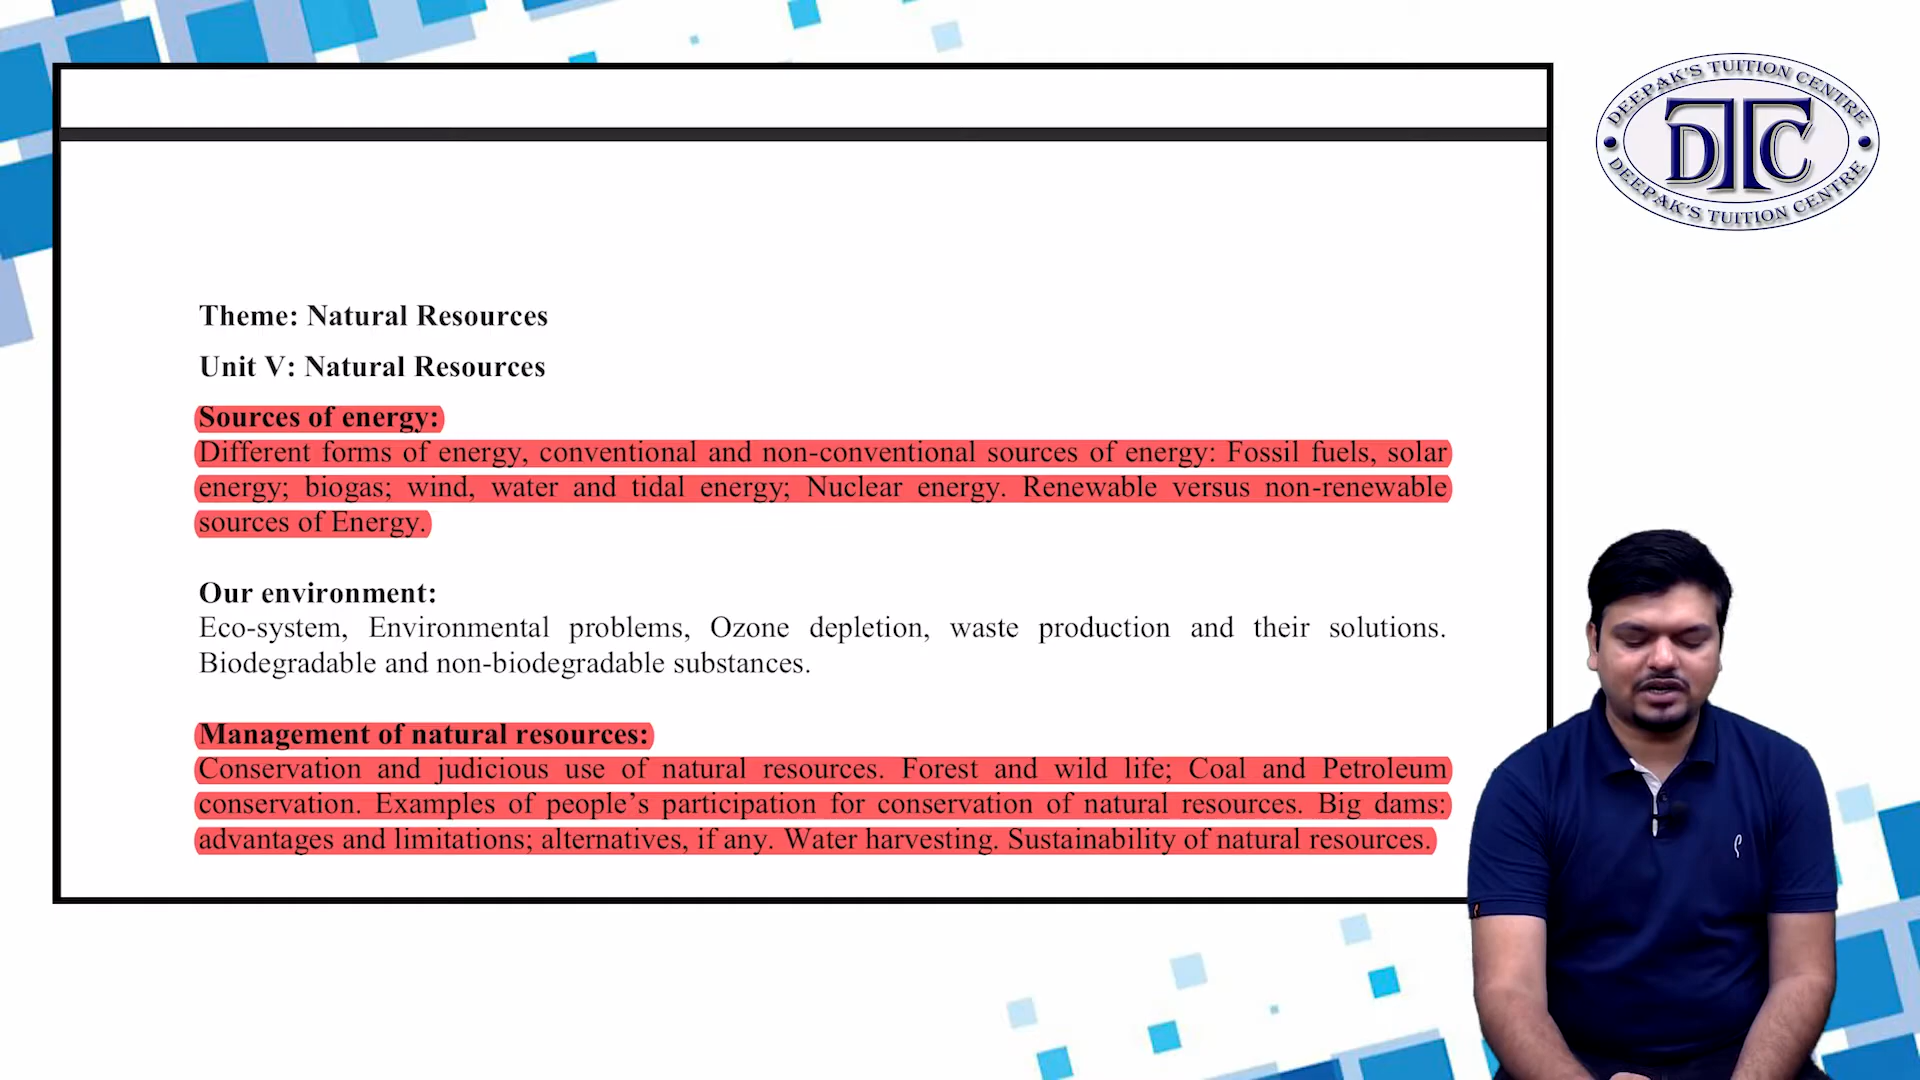 Theme: Natural Resources
Unit V: Natural Resources
Sources of energy:
Different forms of energy, conventional and non-conventional sources of energy: Fossil fuels, solar
energy; biogas; wind, water and tidal energy; Nuclear energy. Renewable versus non-renewable
sources of Energy.
Our environment:
Eco-system, Environmental problems, Ozone depletion, waste production and their solutions.
Biodegradable and non-biodegradable substances.
Management of natural resources:
Conservation and judicious use of natural resources. Forest and wild life; Coal and Petroleum
conservation. Examples of people’s participation for conservation of natural resources. Big dams:
advantages and limitations; alternatives, if any. Water harvesting. Sustainability of natural resources.
DEEPAK'S TUITION CENTRE
DTC
DEEPAK'S TUITION CENTRE